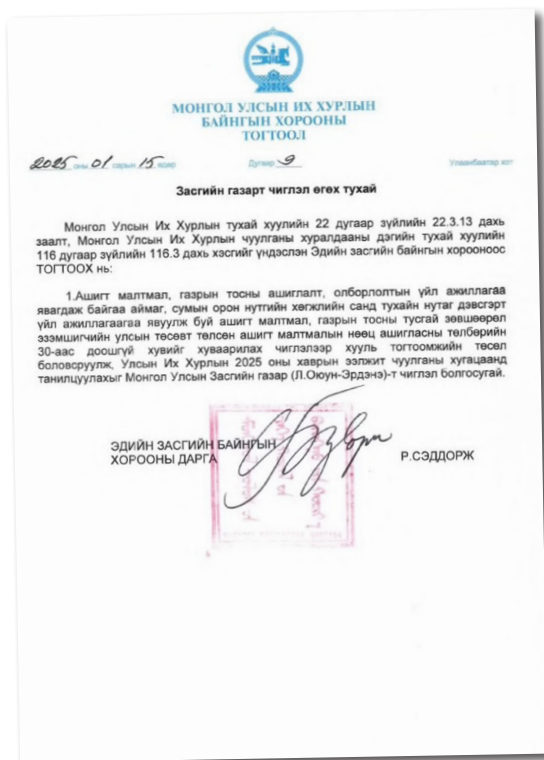 МОНГОЛ УЛСЫН ИХ ХУРЛЫН
БАЙНГЫН ХОРООНЫ
ТОГТООЛ
2025 оны 01 сарын 15 өдөр Дугаар 9 Улаанбаатар хот
Засгийн газарт чиглэл өгөх тухай
Монгол Улсын Их Хурлын тухай хуулийн 22 дугаар зүйлийн 22.3.13 дахь
заалт, Монгол Улсын Их Хурлын чуулганы хуралдааны дэгийн тухай хуулийн
116 дугаар зүйлийн 116.3 дахь хэсгийг үндэслэн Эдийн засгийн байнгын хорооноос
ТОГТООХ нь:
1.Ашигт малтмал, газрын тосны ашиглалт, олборлолтын үйл ажиллагаа
явагдаж байгаа аймаг, сумын орон нутгийн хөгжлийн санд тухайн нутаг дэвсгэрт
үйл ажиллагаагаа явуулж буй ашигт малтмал, газрын тосны тусгай зөвшөөрөл
эзэмшигчийн улсын төсөвт төлсөн ашигт малтмалын нөөц ашигласны төлбөрийн
30-аас доошгүй хувийг хуваарилах чиглэлээр хууль тогтоомжийн төсөл
боловсруулж, Улсын Их Хурлын 2025 оны хаврын ээлжит чуулганы хугацаанд
танилцуулахыг Монгол Улсын Засгийн газар (Л.Оюун-Эрдэнэ)-т чиглэл болгосугай.
ЭДИЙН ЗАСГИЙН БАЙНГЫН
ХОРООНЫ ДАРГА Р.СЭДДОРЖ